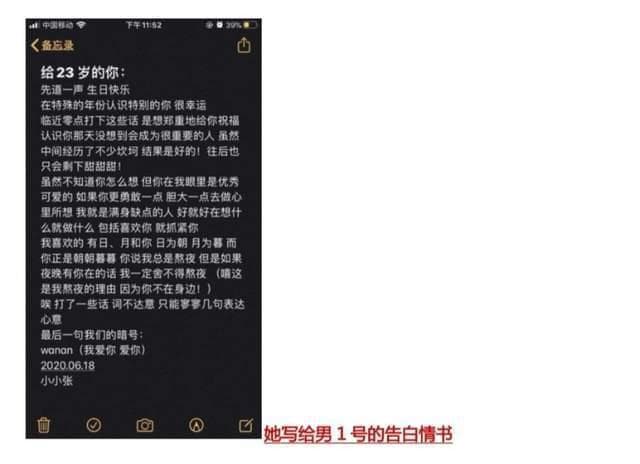 中国移动 下午11:52 39%
备忘录
给23岁的你：
先道一声 生日快乐
在特殊的年份认识特别的你 很幸运
临近零点打下这些话 是想郑重地给你祝福
认识你那天没想到会成为很重要的人 虽然
中间经历了不少坎坷 结果是好的！往后也
只会剩下甜甜甜！
虽然不知道你怎么想 但你在我眼里是优秀
可爱的 如果你更勇敢一点 胆大一点去做心
里所想 我就是满身缺点的人 好就好在想什
么就做什么 包括喜欢你 就抓紧你
我喜欢的 有日、月和你 日为朝 月为暮 而
你正是朝朝暮暮 你说我总是熬夜 但是如果
夜晚有你在的话 我一定舍不得熬夜 （嘻这
是我熬夜的理由 因为你不在身边！）
唉 打了一些话 词不达意 只能寥寥几句表达
心意
最后一句我们的暗号：
wanan（我爱你 爱你）
2020.06.18
小小张
她写给男1号的告白情书